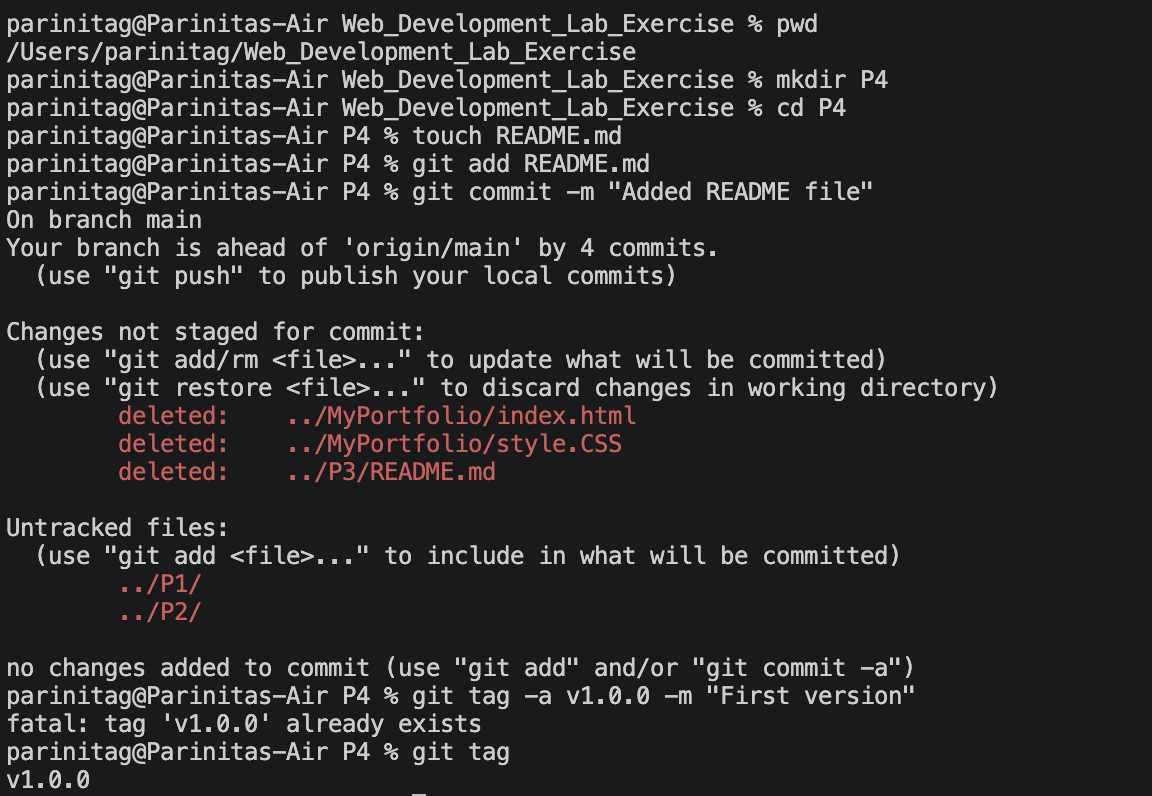 parinitag@Parinitas-Air Web_Development_Lab_Exercise % pwd
/Users/parinitag/Web_Development_Lab_Exercise
parinitag@Parinitas-Air Web_Development_Lab_Exercise % mkdir P4
parinitag@Parinitas-Air Web_Development_Lab_Exercise % cd P4
parinitag@Parinitas-Air P4 % touch README.md
parinitag@Parinitas-Air P4 % git add README.md
parinitag@Parinitas-Air P4 % git commit -m "Added README file"
On branch main
Your branch is ahead of 'origin/main' by 4 commits.
  (use "git push" to publish your local commits)

Changes not staged for commit:
  (use "git add/rm <file>..." to update what will be committed)
  (use "git restore <file>..." to discard changes in working directory)
        deleted:    ../MyPortfolio/index.html
        deleted:    ../MyPortfolio/style.CSS
        deleted:    ../P3/README.md

Untracked files:
  (use "git add <file>..." to include in what will be committed)
        ../P1/
        ../P2/

no changes added to commit (use "git add" and/or "git commit -a")
parinitag@Parinitas-Air P4 % git tag -a v1.0.0 -m "First version"
fatal: tag 'v1.0.0' already exists
parinitag@Parinitas-Air P4 % git tag
v1.0.0